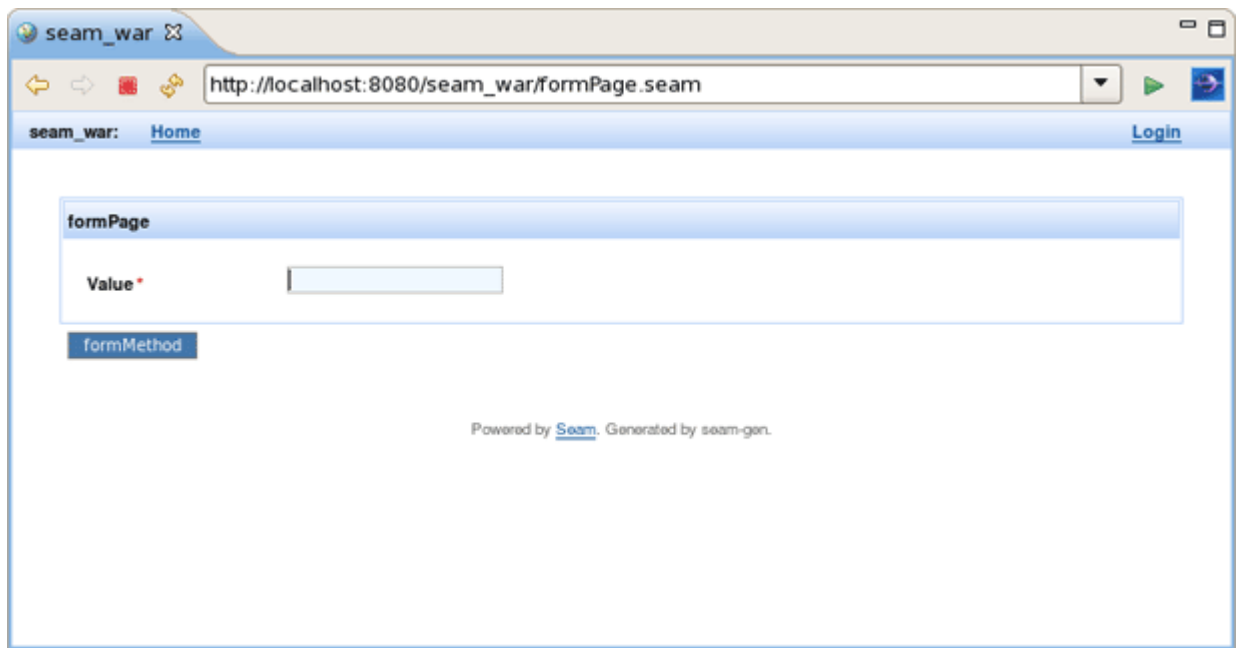 seam_war
http://localhost:8080/seam_war/formPage.seam
seam_war: Home Login
formPage
Value*
formMethod
Powered by Seam. Generated by seam-gen.